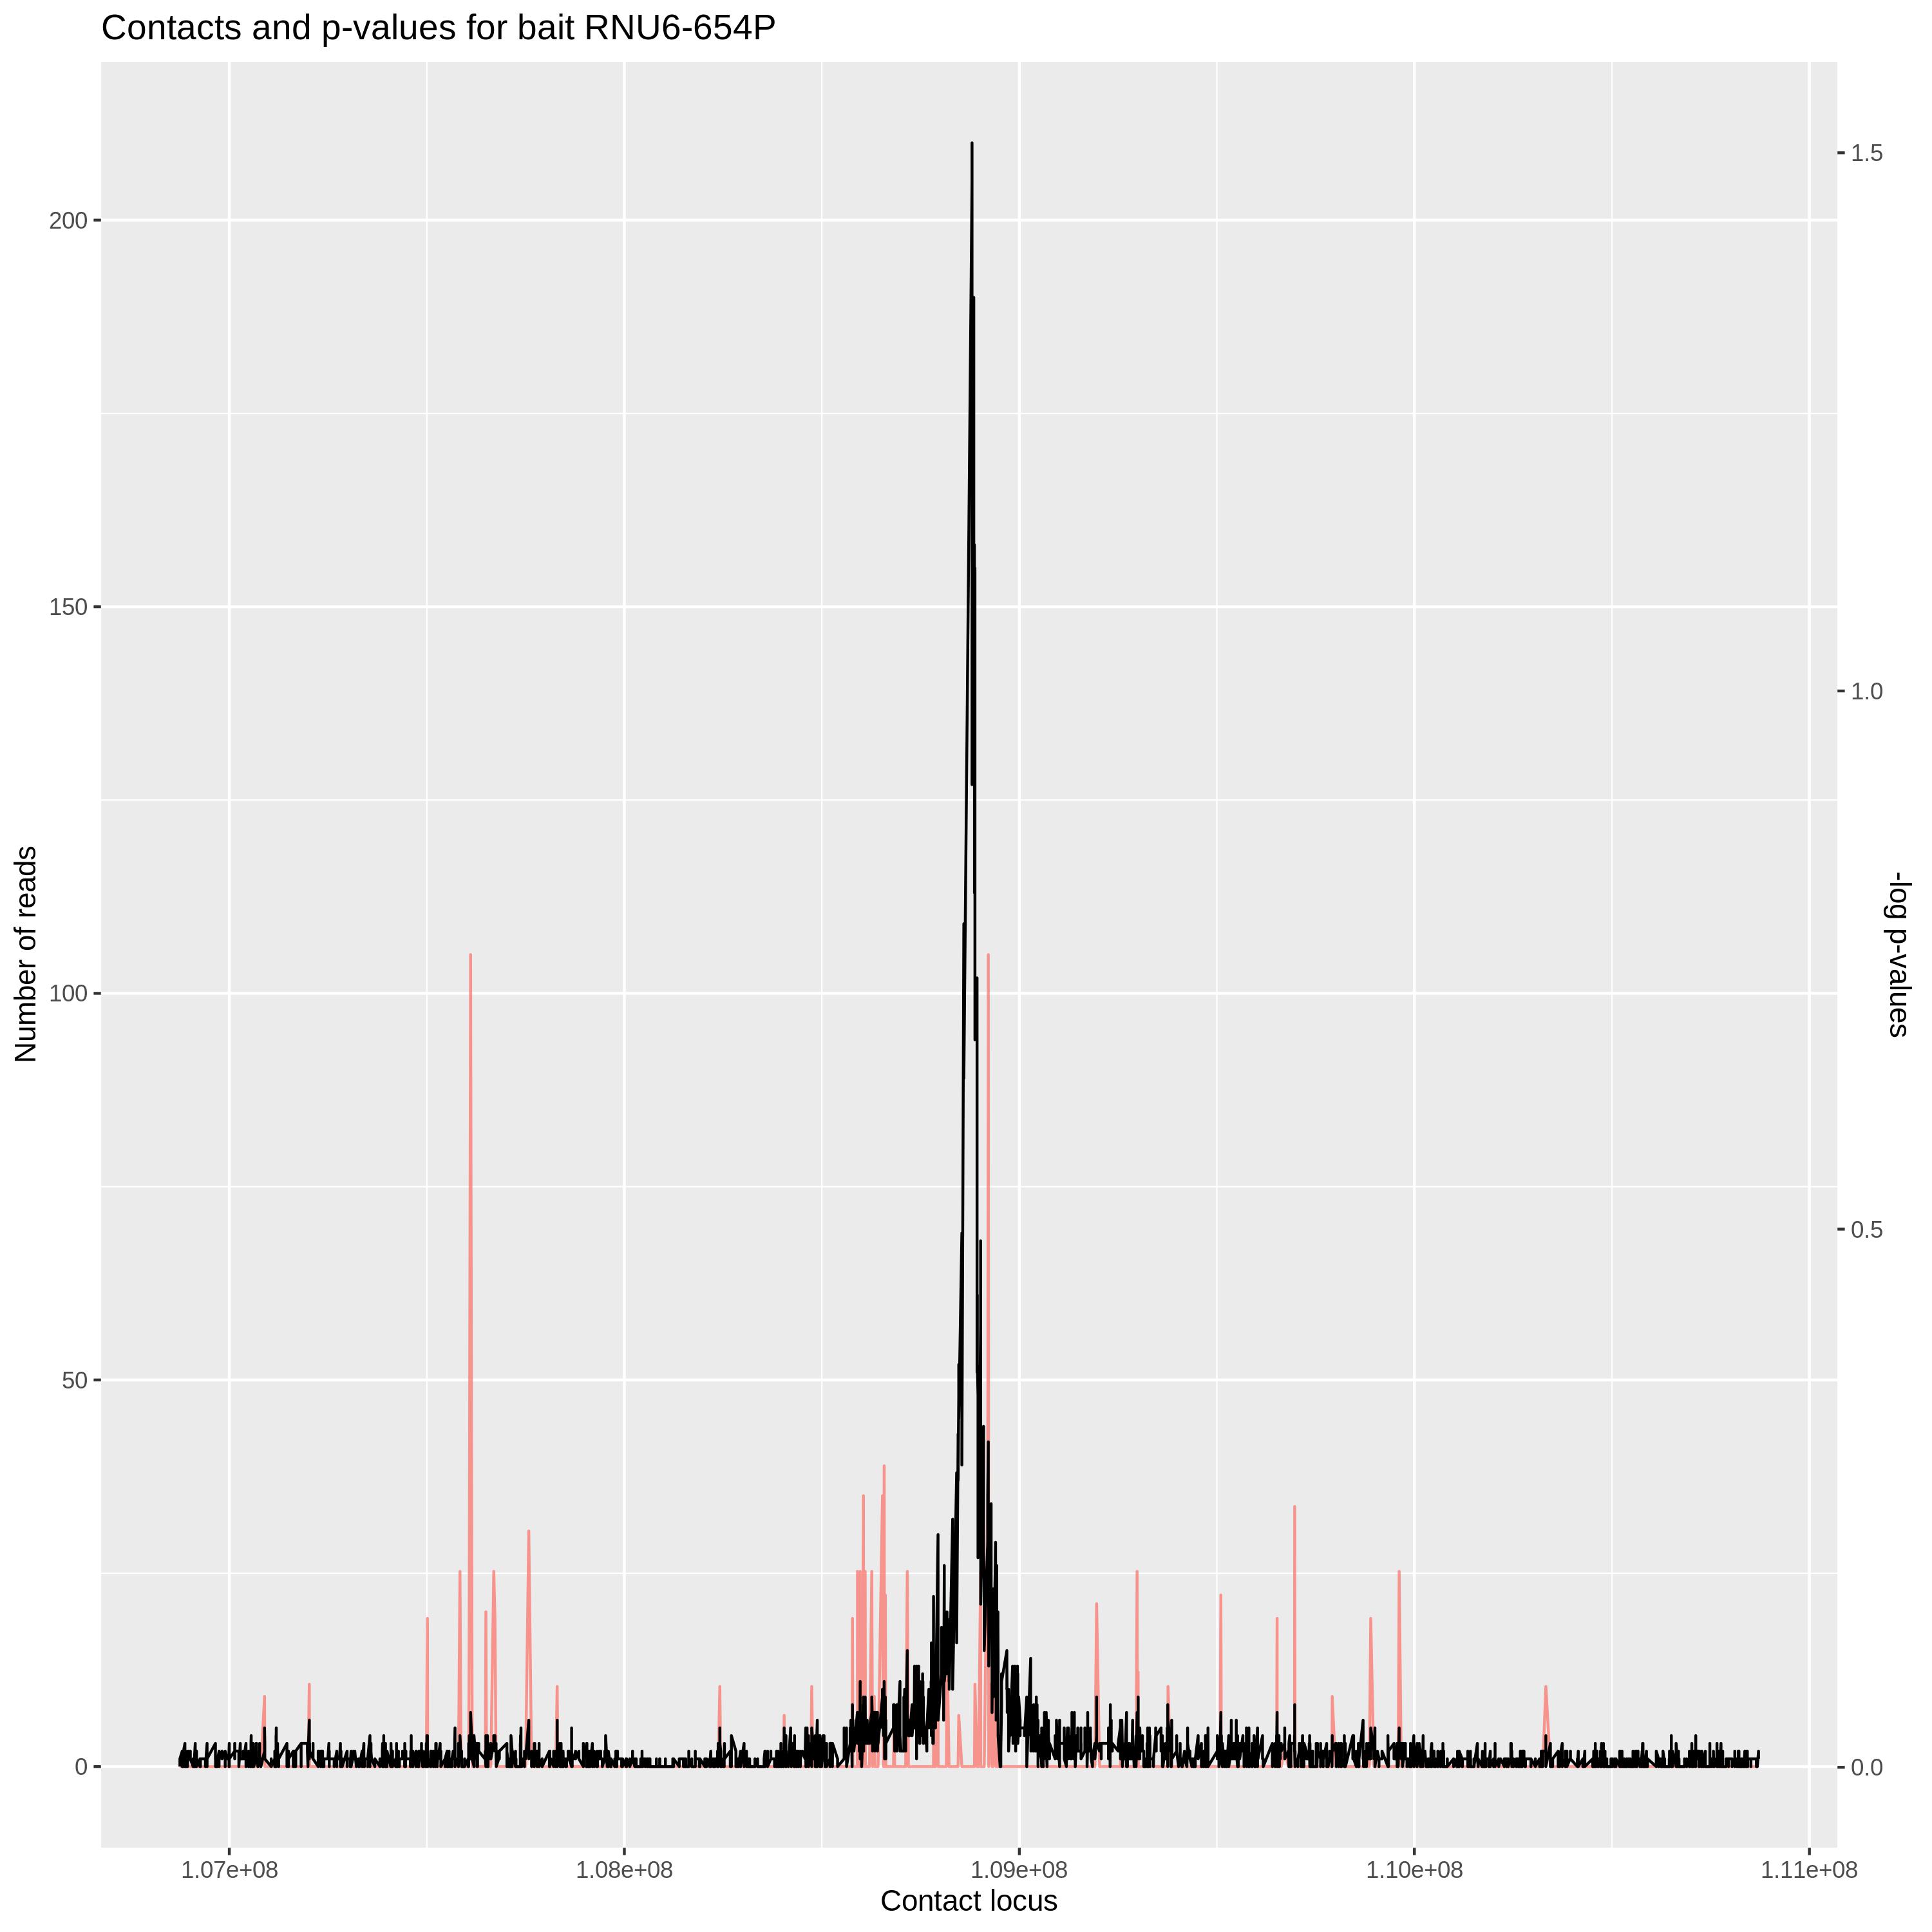 Contacts and p-values for bait RNU6-654P
Number of reads
200
150
100
50
0
1.5
1.0
0.5
0.0
-log p-values
1.07e+08
1.08e+08
1.09e+08
1.10e+08
1.11e+08
Contact locus